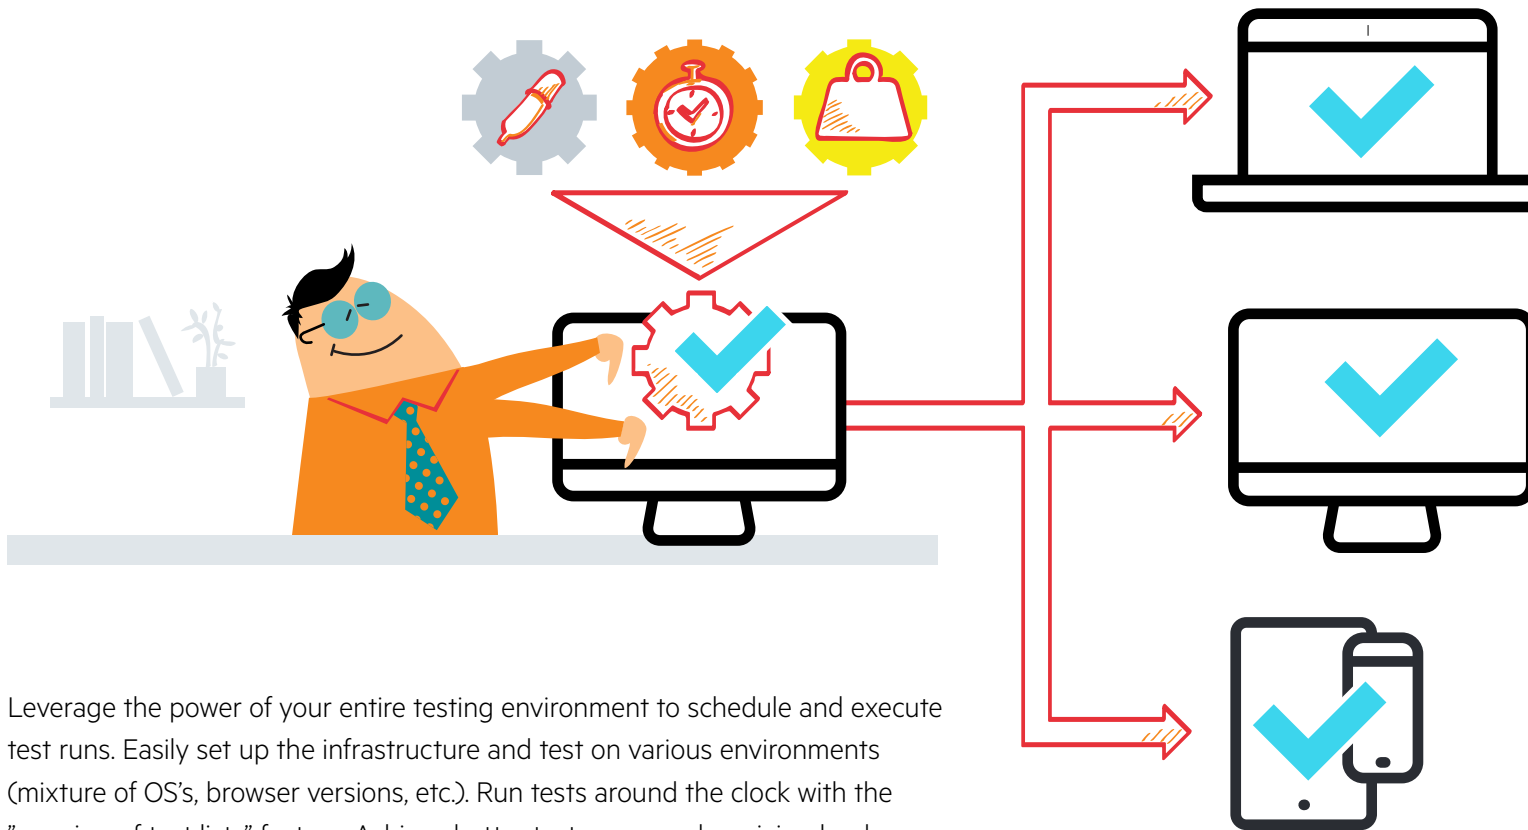 Leverage the power of your entire testing environment to schedule and execute
test runs. Easily set up the infrastructure and test on various environments
(mixture of OS's, browser versions, etc.). Run tests around the clock with the